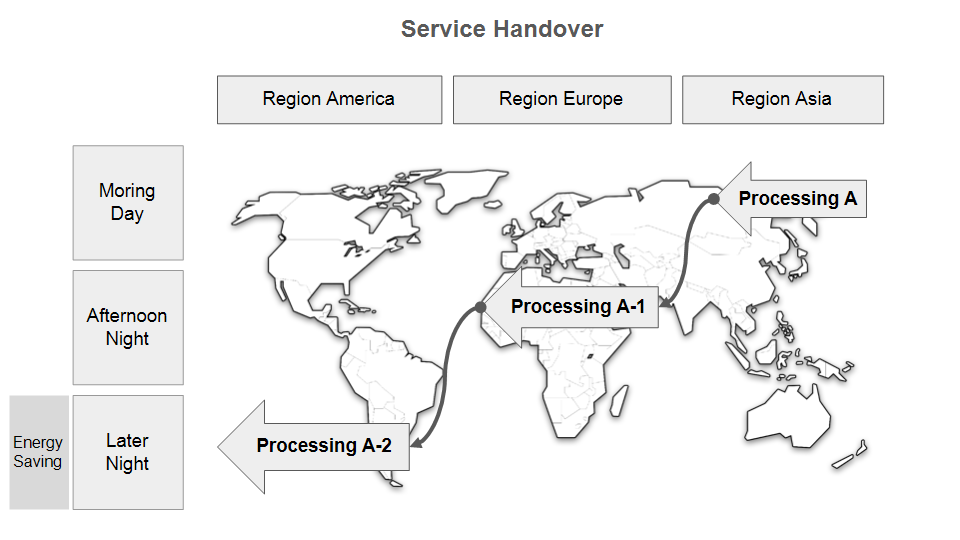 Service Handover
Region America
Region Europe
Region Asia
Moring
Day
Processing A
Afternoon
Night
Processing A-1
Energy
Saving
Later
Night
Processing A-2